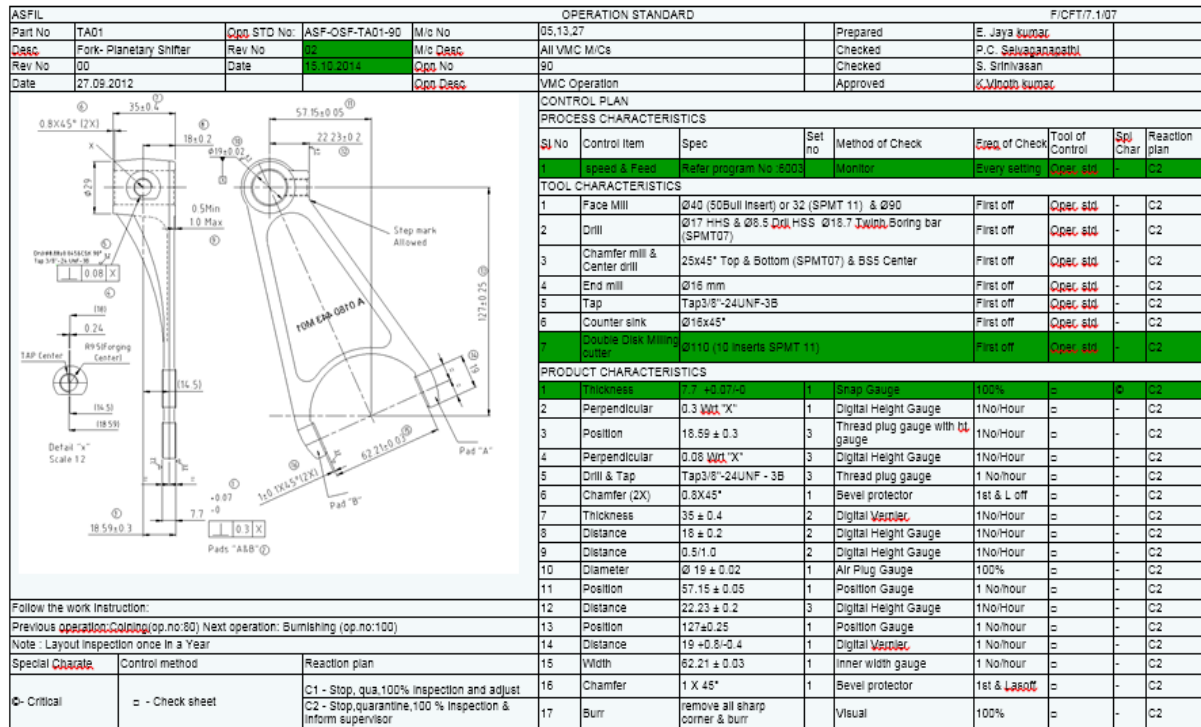 ASFIL OPERATION STANDARD F/CFT/7.1/07
Part No TA01 Opn STD No: ASF-OSF-TA01-90 M/c No 05,13,27 Prepared E. Jaya kumar
Desc Fork- Planetary Shifter Rev No 02 M/c Desc All VMC M/Cs Checked P.C. Selvaganapathi
Rev No 00 Date 15.10.2014 Opn No 90 Checked S. Srinivasan
Date 27.09.2012 Opn Desc VMC Operation Approved K.Vinoth kumar
CONTROL PLAN
PROCESS CHARACTERISTICS
Sl No Control Item Spec Set no Method of Check Freq of Check Tool of Control Spl Char Reaction plan
1 speed & Feed Refer program No :6003 Monitor Every setting Oper. std - C2
TOOL CHARACTERISTICS
1 Face Mill Ø40 (50Bull Insert) or 32 (SPMT 11) & Ø90 First off Oper. std - C2
2 Drill Ø17 HHS & Ø8.5 Dril HSS Ø18.7 Twinh Boring bar (SPMT07) First off Oper. std - C2
3 Chamfer mill & Center drill 25x45° Top & Bottom (SPMT07) & BS5 Center First off Oper. std - C2
4 End mill Ø16 mm First off Oper. std - C2
5 Tap Tap3/8"-24UNF-3B First off Oper. std - C2
6 Counter sink Ø16x45° First off Oper. std - C2
7 Double Disk Milling cutter Ø110 (10 Inserts SPMT 11) First off Oper. std - C2
PRODUCT CHARACTERISTICS
1 Thickness 7.7 +0.07/-0 1 Snap Gauge 100% □ © C2
2 Perpendicular 0.3 Wrt "X" 1 Digital Height Gauge 1No/Hour □ - C2
3 Position 18.59 ± 0.3 3 Thread plug gauge with ht. gauge 1No/Hour □ - C2
4 Perpendicular 0.08 Wrt "X" 3 Digital Height Gauge 1No/Hour □ - C2
5 Drill & Tap Tap3/8"-24UNF - 3B 3 Thread plug gauge 1 No/hour □ - C2
6 Chamfer (2X) 0.8X45° 1 Bevel protector 1st & L off □ - C2
7 Thickness 35 ± 0.4 2 Digital Vernier. 1No/Hour □ - C2
8 Distance 18 ± 0.2 2 Digital Height Gauge 1No/Hour □ - C2
9 Distance 0.5/1.0 2 Digital Height Gauge 1No/Hour □ - C2
10 Diameter Ø 19 ± 0.02 1 Air Plug Gauge 100% □ - C2
11 Position 57.15 ± 0.05 1 Position Gauge 1 No/hour □ - C2
12 Distance 22.23 ± 0.2 3 Digital Height Gauge 1No/Hour □ - C2
13 Position 127±0.25 1 Position Gauge 1 No/hour □ - C2
14 Distance 19 +0.8/-0.4 1 Digital Vernier. 1 No/hour □ - C2
15 Width 62.21 ± 0.03 1 Inner width gauge 1 No/hour □ - C2
16 Chamfer 1 X 45° 1 Bevel protector 1st & Lasoff □ - C2
17 Burr remove all sharp corner & burr Visual 100% □ - C2
35±0.4
0.8X45° (2X)
18±0.2
57.15±0.05
22.23±0.2
Ø19±0.02
X
Ø29
0.5Min
1.0 Max
Step mark
Allowed
Tap 3/8"-24 UNF-3B
0.08 X
(18)
0.24
R9.5(Forging
Center)
TAP Center
(14.5)
(14.5)
(18.59)
Detail "x"
Scale 1:2
A 0180 443 M01
127±0.25
19
62.21±0.03
Pad "A"
1±0.1X45°(2X)
Pad "B"
+0.07
7.7 -0
18.59±0.3
0.3 X
Pads "A&B"
Follow the work Instruction:
Previous operation:Coining(op.no:80) Next operation: Burnishing (op.no:100)
Note : Layout Inspection once In a Year
Special Charate Control method Reaction plan
©- Critical □ - Check sheet
C1 - Stop, qua,100% Inspection and adjust
C2 - Stop,quarantine,100 % Inspection &
Inform supervisor